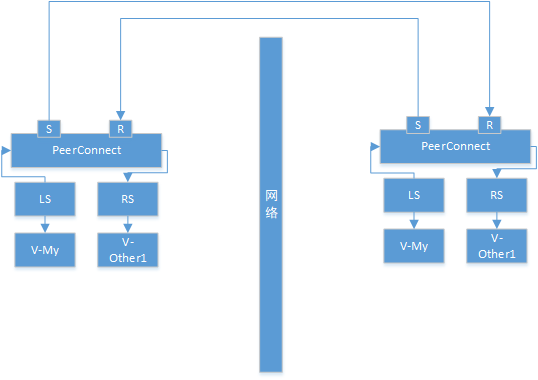 S
R
PeerConnect
LS
RS
V-My
V-
Other1
网
络
S
R
PeerConnect
LS
RS
V-My
V-
Other1